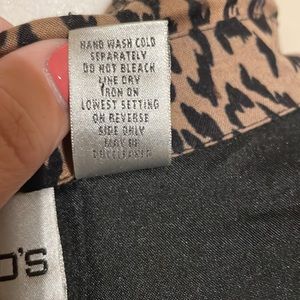 HAND WASH COLD
SEPARATELY
DO NOT BLEACH
LINE DRY
IRON ON
LOWEST SETTING
ON REVERSE
SIDE ONLY
MAY BE
O'S